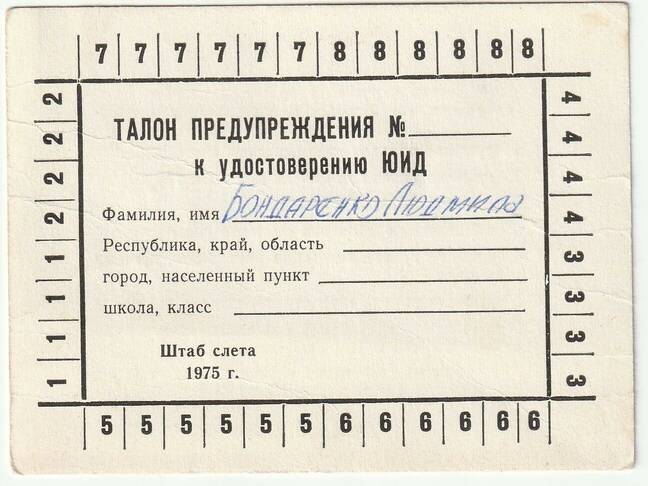 7 7 7 7 7 7 8 8 8 8 8 8
2 2 2 2 1 1 1 1
ТАЛОН ПРЕДУПРЕЖДЕНИЯ №
к удостоверению ЮИД
Фамилия, имя Бондаренко Людмила
Республика, край, область
город, населенный пункт
школа, класс
Штаб слета
1975 г.
4 4 4 4 3 3 3 3
5 5 5 5 5 5 6 6 6 6 6 6